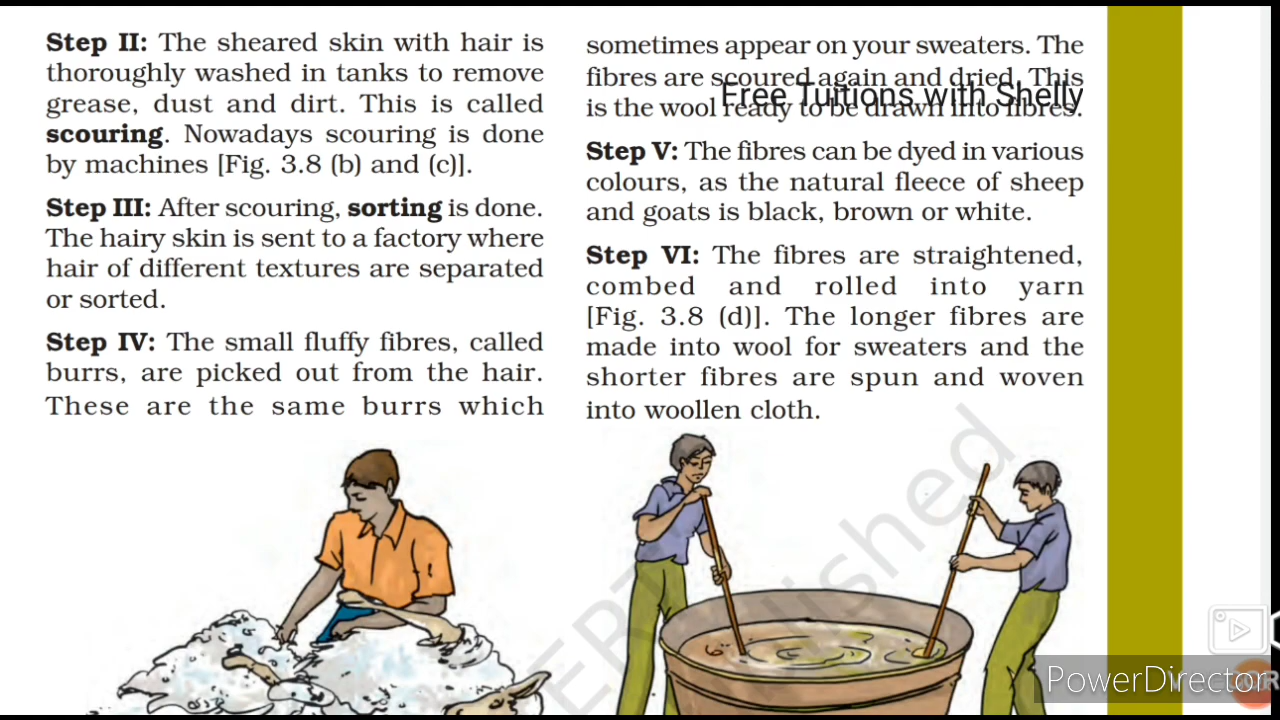 Step II: The sheared skin with hair is
thoroughly washed in tanks to remove
grease, dust and dirt. This is called
scouring. Nowadays scouring is done
by machines [Fig. 3.8 (b) and (c)].
Step III: After scouring, sorting is done.
The hairy skin is sent to a factory where
hair of different textures are separated
or sorted.
Step IV: The small fluffy fibres, called
burrs, are picked out from the hair.
These are the same burrs which
sometimes appear on your sweaters. The
fibres are scoured again and dried. This
is the wool ready to be drawn into fibres.
Free Tuitions with Shelly
Step V: The fibres can be dyed in various
colours, as the natural fleece of sheep
and goats is black, brown or white.
Step VI: The fibres are straightened,
combed and rolled into yarn
[Fig. 3.8 (d)]. The longer fibres are
made into wool for sweaters and the
shorter fibres are spun and woven
into woollen cloth.
PowerDirector